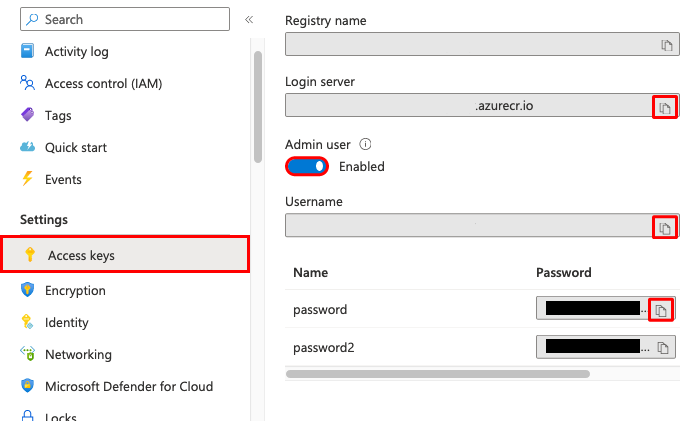 Search
«
Activity log
Access control (IAM)
Tags
Quick start
Events
Settings
Access keys
Encryption
Identity
Networking
Microsoft Defender for Cloud
Locks
Registry name
Login server
.azurecr.io
Admin user
Enabled
Username
Name Password
password ...
password2 ...